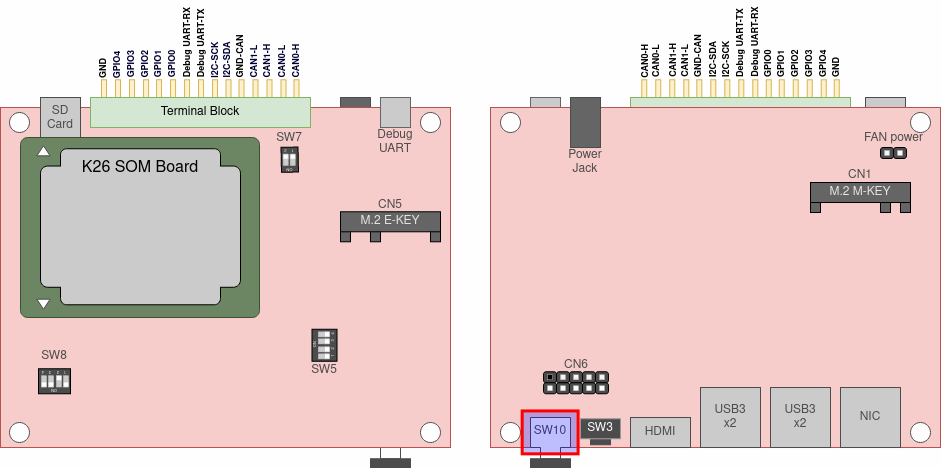 GND
GPIO4
GPIO3
GPIO2
GPIO1
GPIO0
Debug UART-RX
Debug UART-TX
I2C-SCK
I2C-SDA
GND-CAN
CAN1-L
CAN1-H
CAN0-L
CAN0-H
SD
Card
Terminal Block
Debug
UART
SW7
K26 SOM Board
CN5
M.2 E-KEY
SW5
SW8
CAN0-H
CAN0-L
CAN1-H
CAN1-L
GND-CAN
I2C-SDA
I2C-SCK
Debug UART-TX
Debug UART-RX
GPIO0
GPIO1
GPIO2
GPIO3
GPIO4
GND
Power
Jack
FAN power
CN1
M.2 M-KEY
CN6
SW10
SW3
HDMI
USB3
x2
USB3
x2
NIC